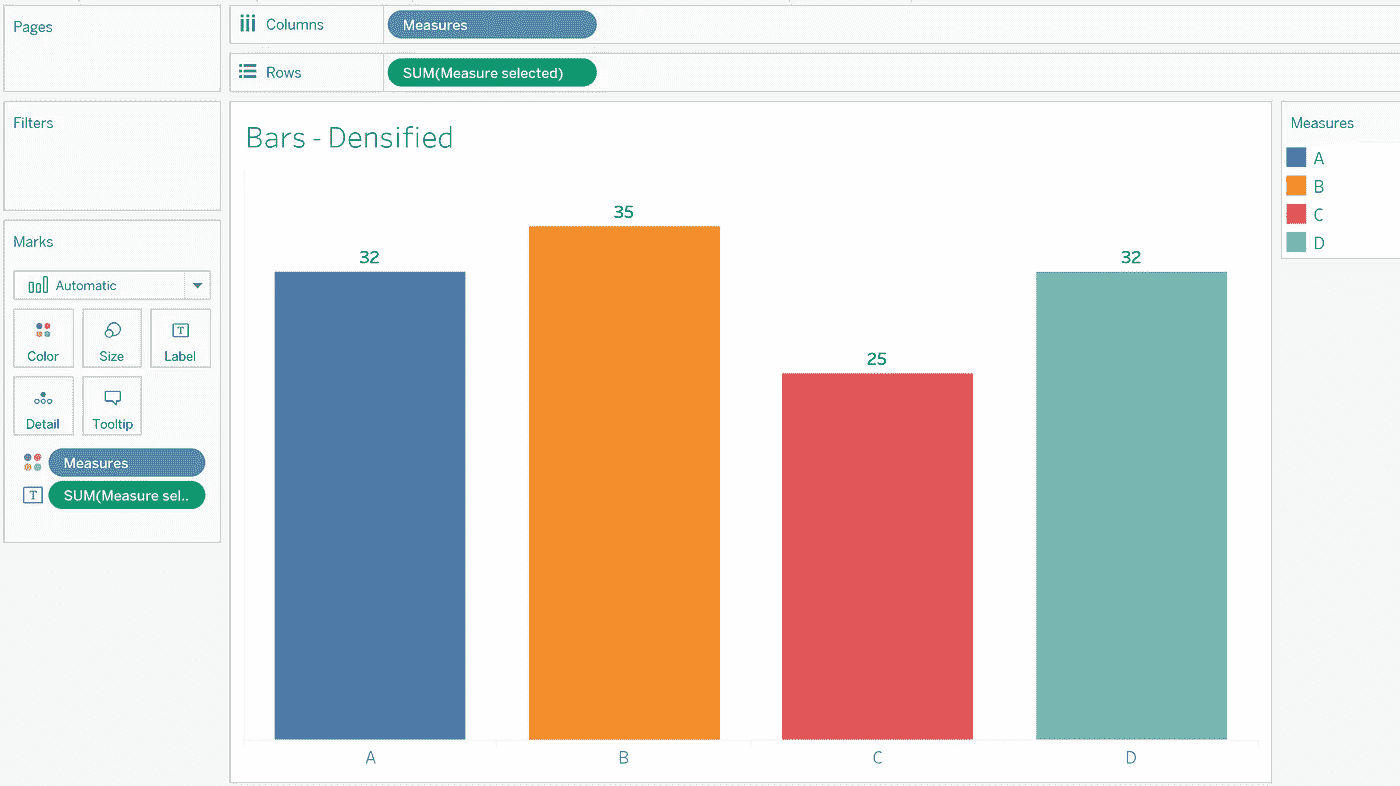 Pages
Columns
Measures
Rows
SUM(Measure selected)
Filters
Marks
Automatic
Color
Size
T
Label
Detail
Tooltip
Measures
T
SUM(Measure sel..
Bars - Densified
32
35
25
32
A
B
C
D
Measures
A
B
C
D